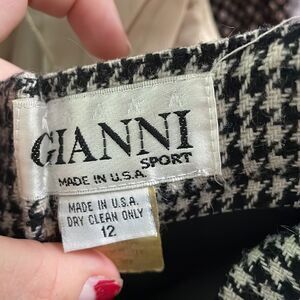 GIANNI
SPORT
MADE IN U.S.A.
MADE IN U.S.A.
DRY CLEAN ONLY
12